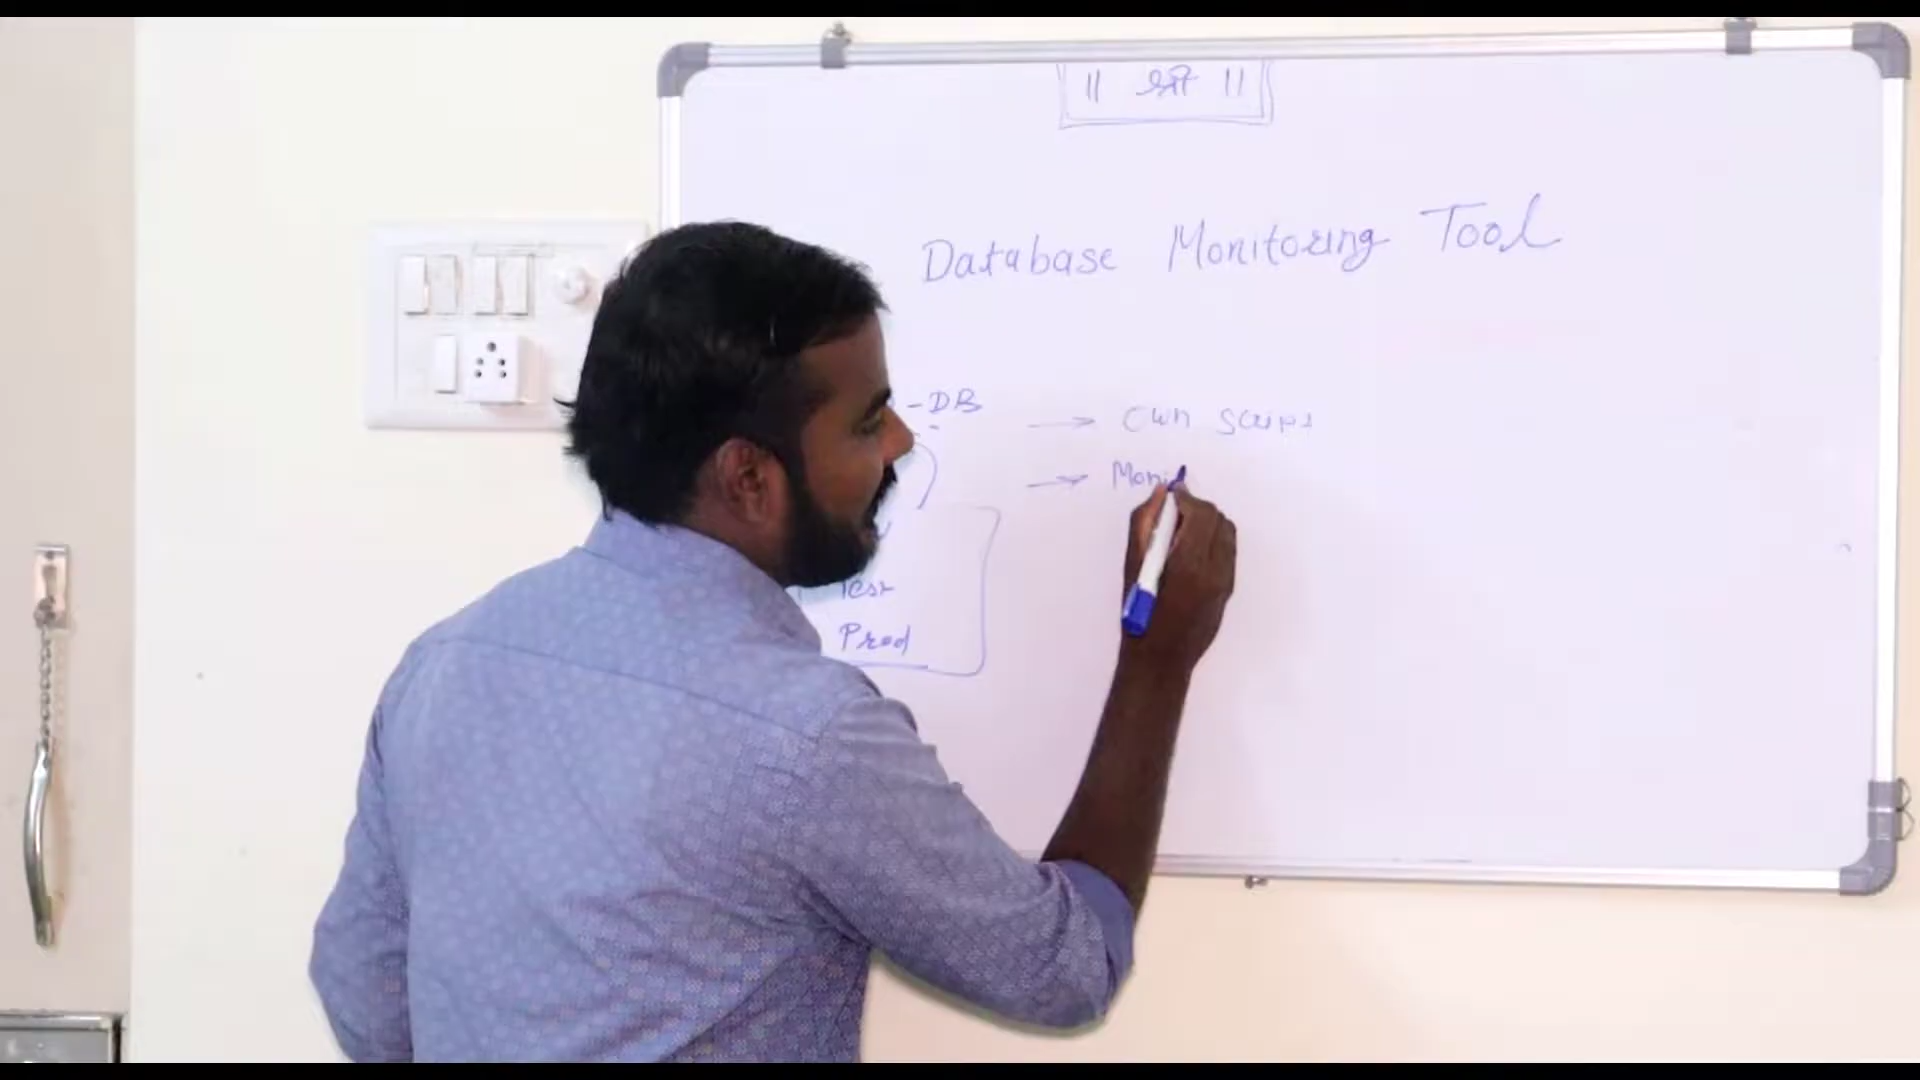 || श्री ||
Database Monitoring Tool
-DB
→ Own Script
→ Moni
Test
Prod